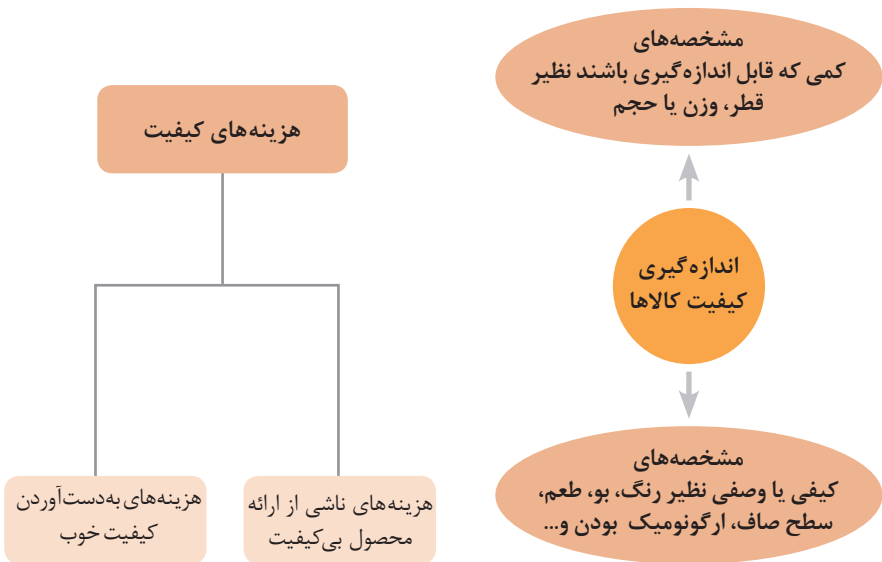 مشخصه‌های
کمی که قابل اندازه‌گیری باشند نظیر
قطر، وزن یا حجم
اندازه‌گیری
کیفیت کالاها
مشخصه‌های
کیفی یا وصفی نظیر رنگ، بو، طعم،
سطح صاف، ارگونومیک بودن و...
هزینه‌های کیفیت
هزینه‌های ناشی از ارائه
محصول بی‌کیفیت
هزینه‌های به‌دست‌آوردن
کیفیت خوب